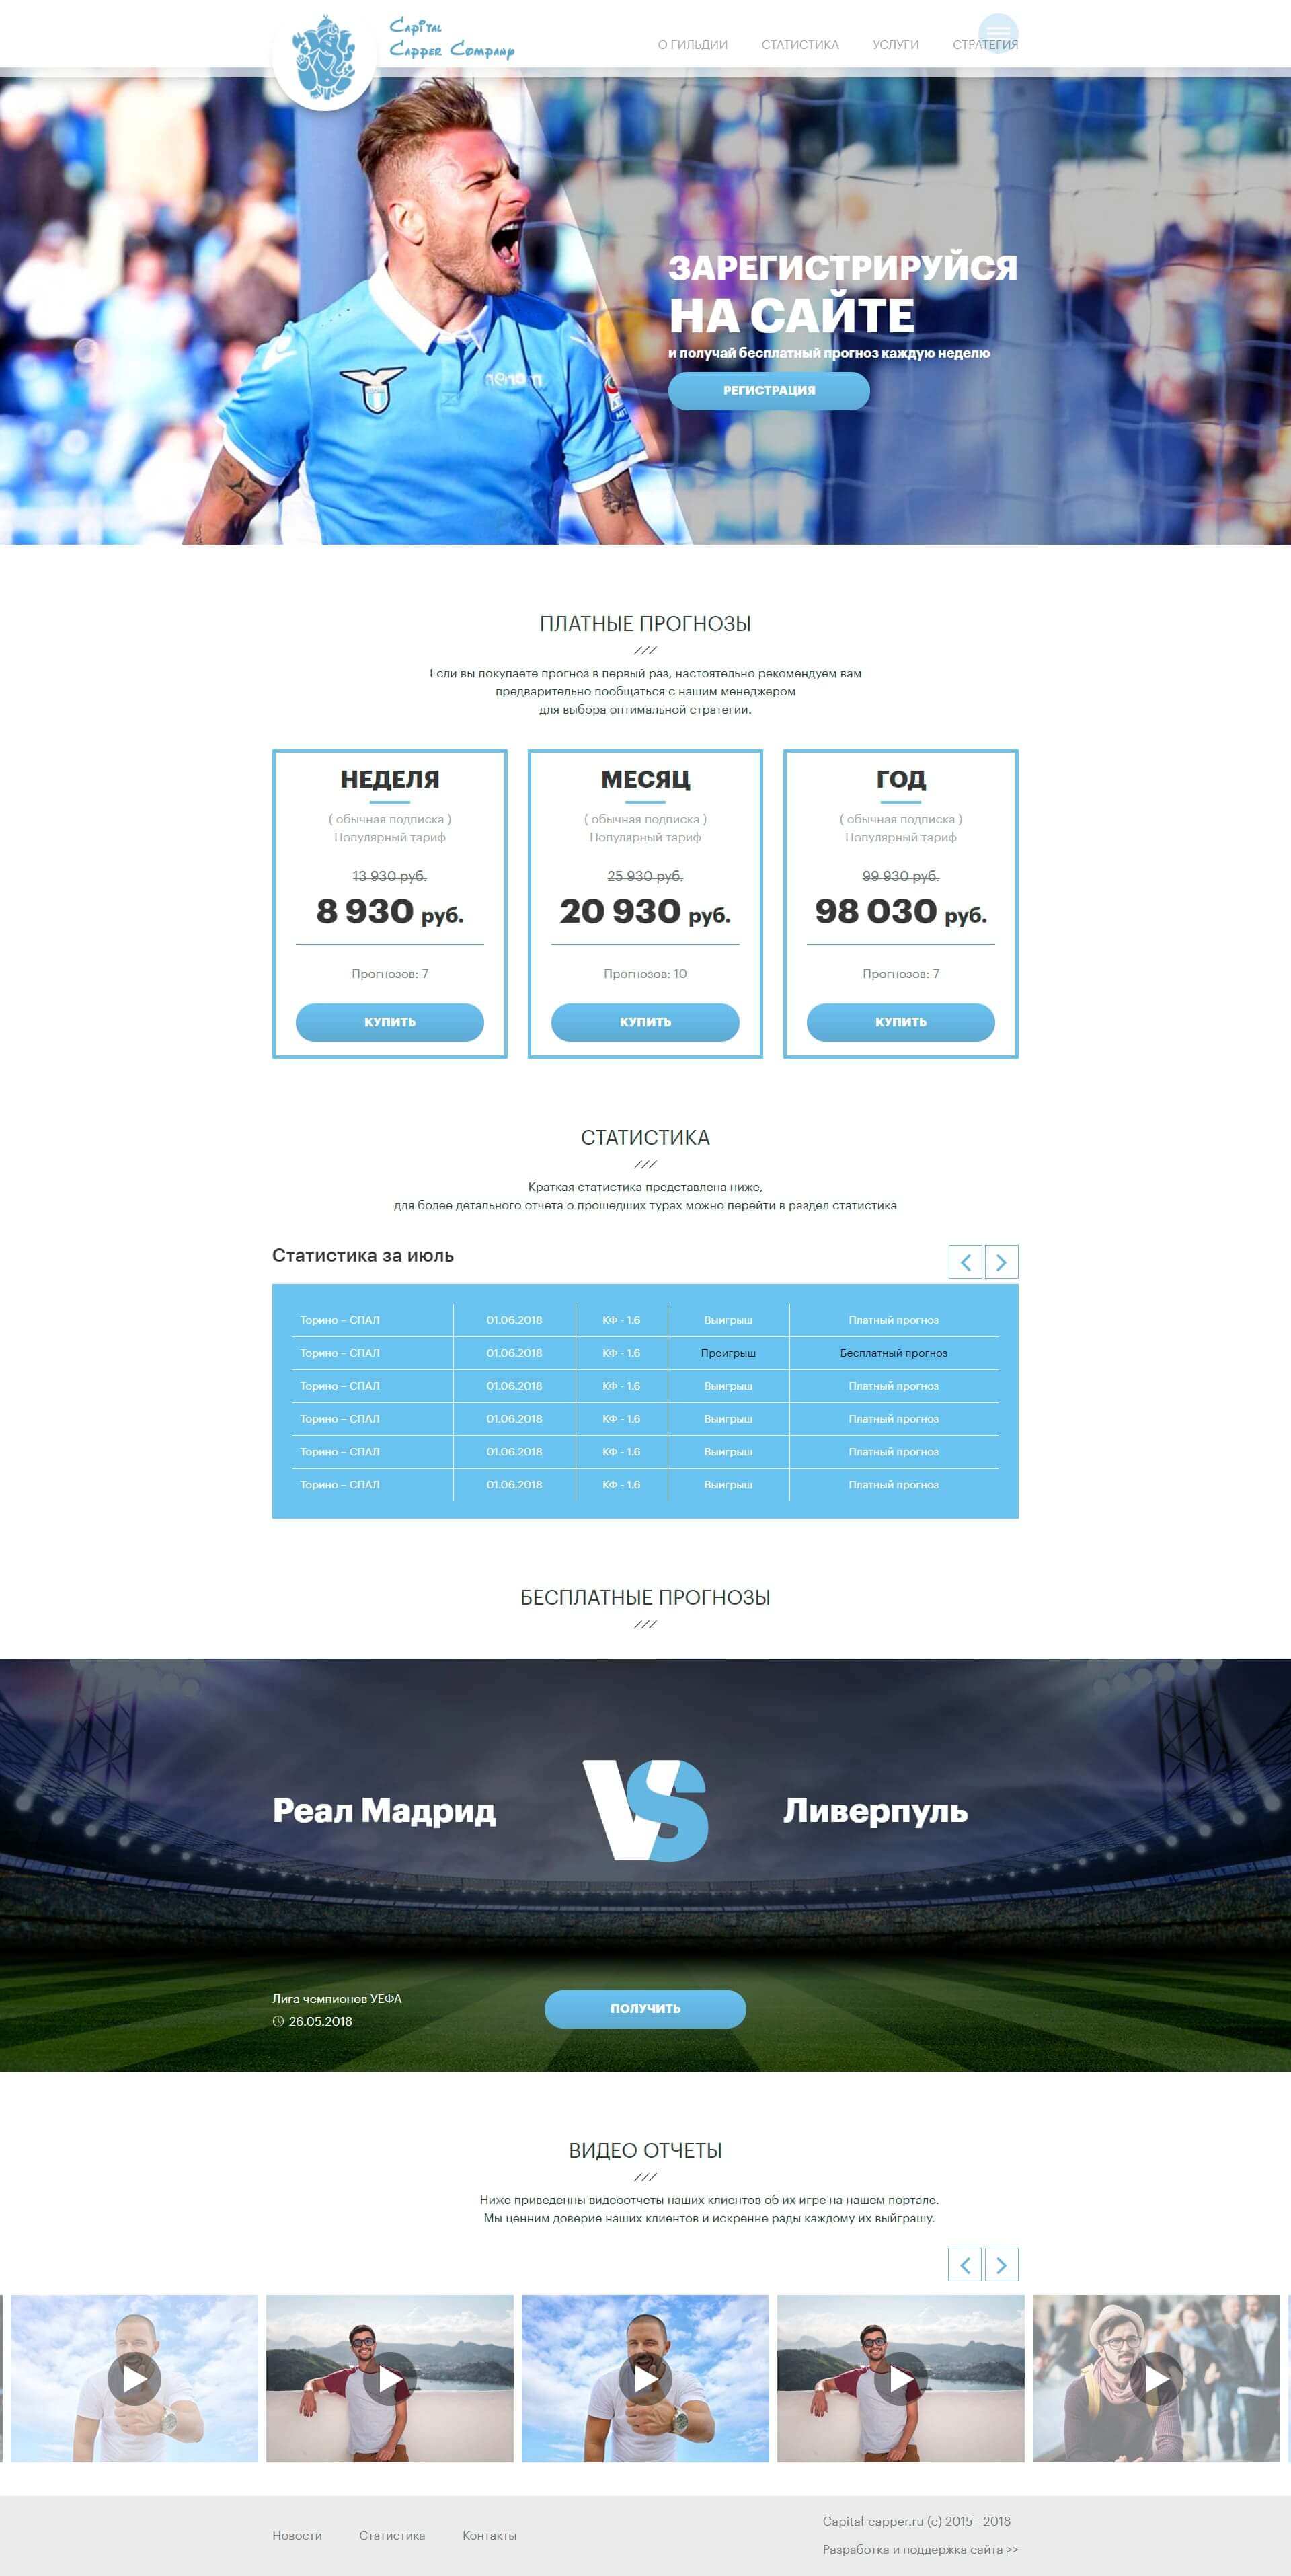 Capital
Capper Company
О ГИЛЬДИИ
СТАТИСТИКА
УСЛУГИ
СТРАТЕГИЯ
ЗАРЕГИСТРИРУЙСЯ
НА САЙТЕ
и получай бесплатный прогноз каждую неделю
РЕГИСТРАЦИЯ
ПЛАТНЫЕ ПРОГНОЗЫ
Если вы покупаете прогноз в первый раз, настоятельно рекомендуем вам
предварительно пообщаться с нашим менеджером
для выбора оптимальной стратегии.
НЕДЕЛЯ
( обычная подписка )
Популярный тариф
13 930 руб.
8 930 руб.
Прогнозов: 7
КУПИТЬ
МЕСЯЦ
( обычная подписка )
Популярный тариф
25 930 руб.
20 930 руб.
Прогнозов: 10
КУПИТЬ
ГОД
( обычная подписка )
Популярный тариф
99 930 руб.
98 030 руб.
Прогнозов: 7
КУПИТЬ
СТАТИСТИКА
Краткая статистика представлена ниже,
для более детального отчета о прошедших турах можно перейти в раздел статистика
Статистика за июль
Торино – СПАЛ 01.06.2018 КФ - 1.6 Выигрыш Платный прогноз
Торино – СПАЛ 01.06.2018 КФ - 1.6 Проигрыш Бесплатный прогноз
Торино – СПАЛ 01.06.2018 КФ - 1.6 Выигрыш Платный прогноз
Торино – СПАЛ 01.06.2018 КФ - 1.6 Выигрыш Платный прогноз
Торино – СПАЛ 01.06.2018 КФ - 1.6 Выигрыш Платный прогноз
Торино – СПАЛ 01.06.2018 КФ - 1.6 Выигрыш Платный прогноз
БЕСПЛАТНЫЕ ПРОГНОЗЫ
Реал Мадрид
VS
Ливерпуль
Лига чемпионов УЕФА
26.05.2018
ПОЛУЧИТЬ
ВИДЕО ОТЧЕТЫ
Ниже приведенны видеоотчеты наших клиентов об их игре на нашем портале.
Мы ценним доверие наших клиентов и искренне рады каждому их выйграшу.
Новости
Статистика
Контакты
Capital-capper.ru (c) 2015 - 2018
Разработка и поддержка сайта >>